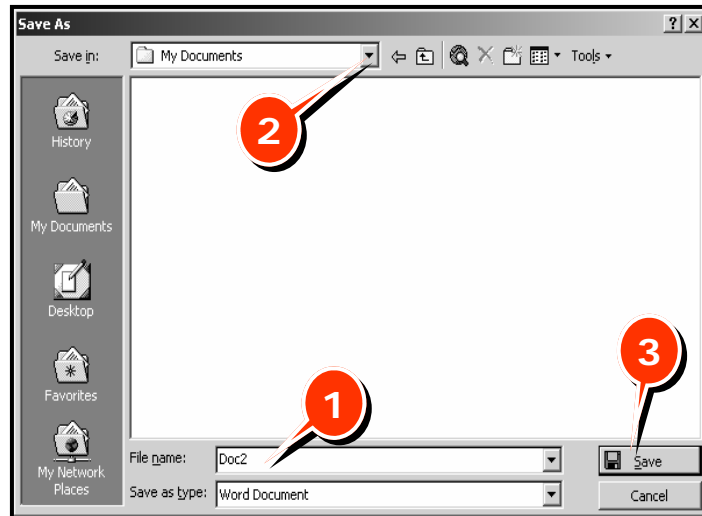 Save As
Save in:
My Documents
Tools
2
History
My Documents
Desktop
Favorites
My Network
Places
3
1
File name:
Doc2
Save
Save as type:
Word Document
Cancel